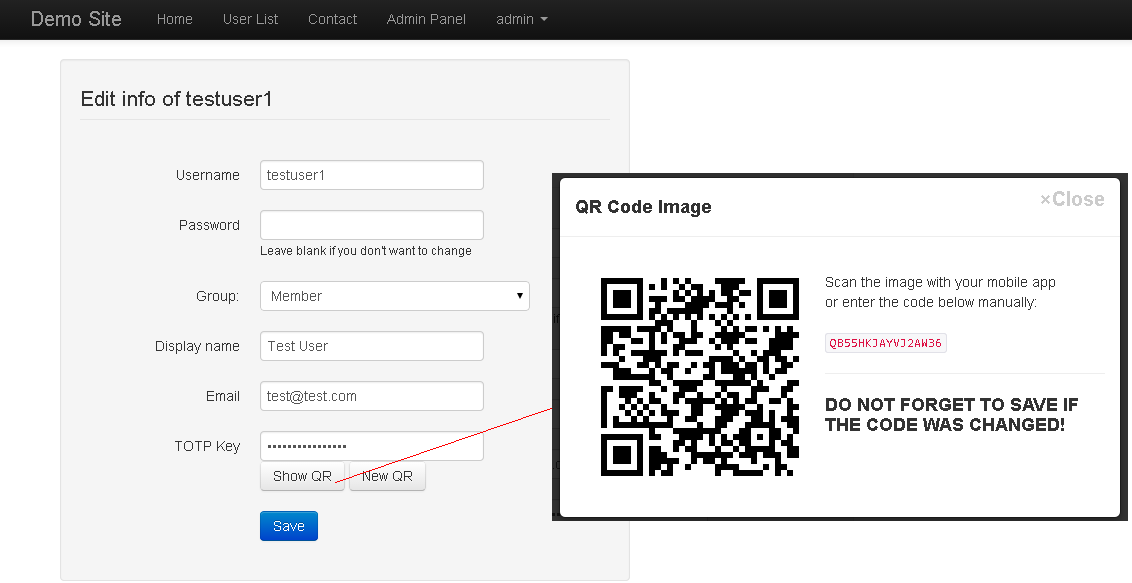 Demo Site Home User List Contact Admin Panel admin
Edit info of testuser1
Username testuser1
Password
Leave blank if you don't want to change
Group: Member
Display name Test User
Email test@test.com
TOTP Key ••••••••••••••••
Show QR New QR
Save
QR Code Image
×Close
Scan the image with your mobile app
or enter the code below manually:
QB55HKJAYVJ2AW36
DO NOT FORGET TO SAVE IF
THE CODE WAS CHANGED!